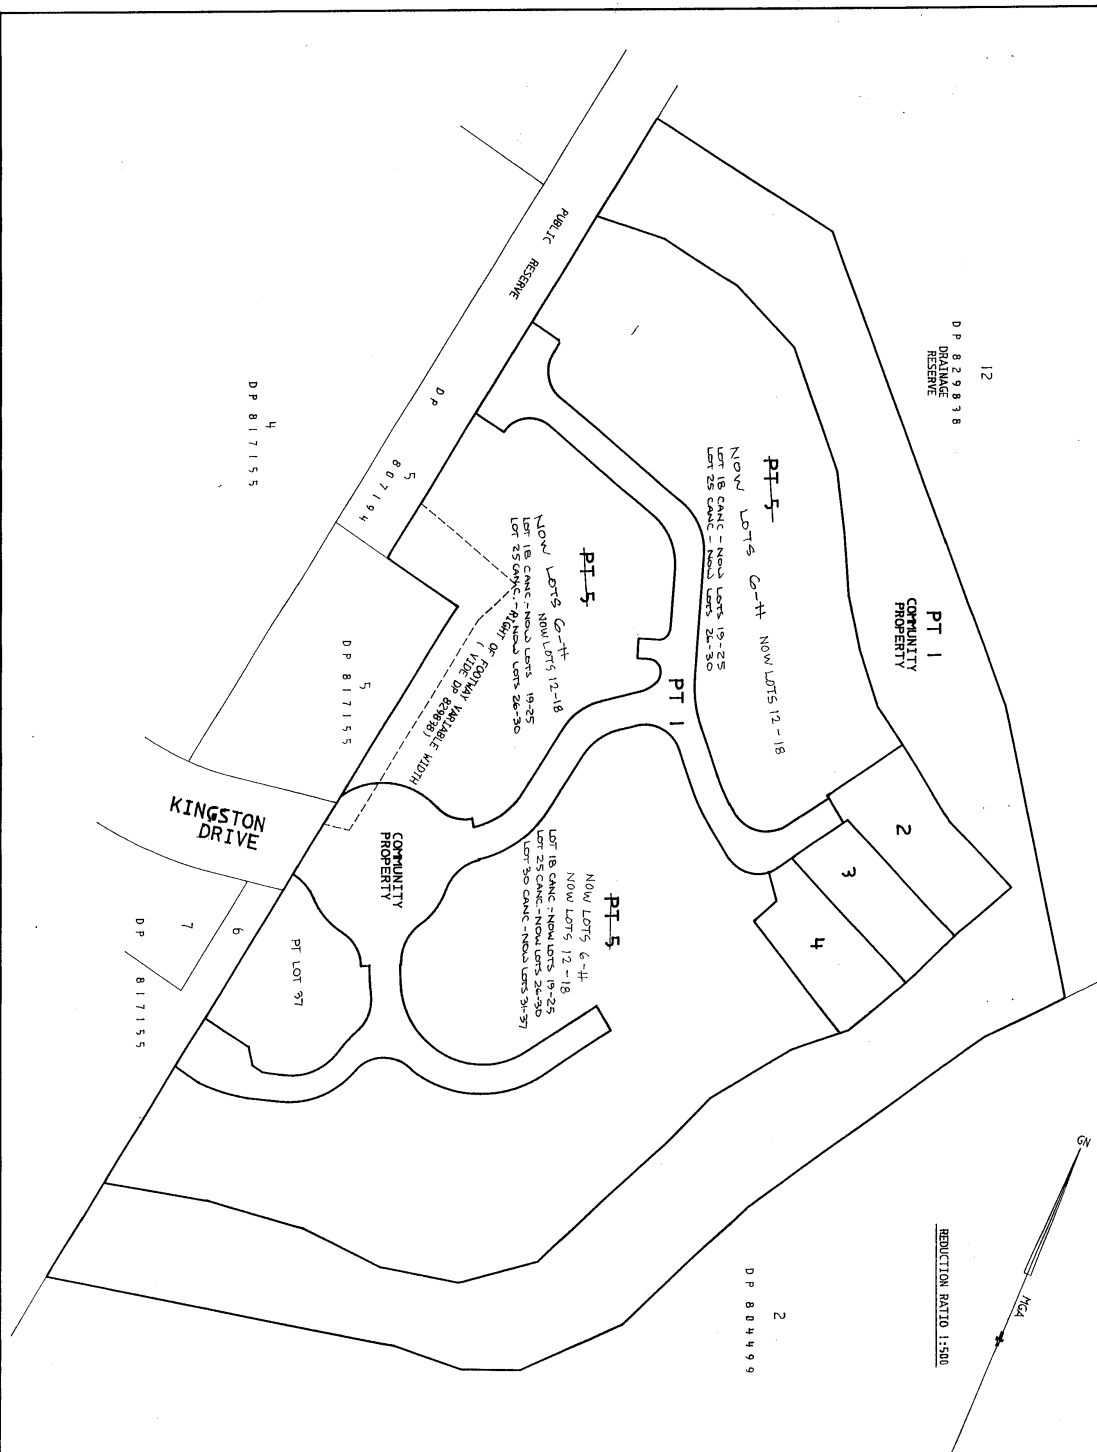 12
DP 829838
DRAINAGE
RESERVE
PUBLIC RESERVE
DP
5
807194
4
DP 817155
PT 5
NOW LOTS 6-11 NOW LOTS 12-18
LOT 18 CANC - NOW LOTS 19-25
LOT 25 CANC - NOW LOTS 26-30
PT 5
NOW LOTS 6-11
NOW LOTS 12-18
LOT 18 CANC - NOW LOTS 19-25
LOT 25 CANC. - NOW LOTS 26-30
RIGHT OF FOOTWAY VARIABLE WIDTH
( VIDE DP 829838)
PT 1
COMMUNITY
PROPERTY
PT 1
5
DP 817155
KINGSTON
DRIVE
COMMUNITY
PROPERTY
2
3
4
PT 5
NOW LOTS 6-11
NOW LOTS 12-18
LOT 18 CANC - NOW LOTS 19-25
LOT 25 CANC - NOW LOTS 26-30
LOT 30 CANC - NOW LOTS 31-37
PT LOT 37
6
7
DP 817155
2
DP 804499
GN
MGA
REDUCTION RATIO 1:500